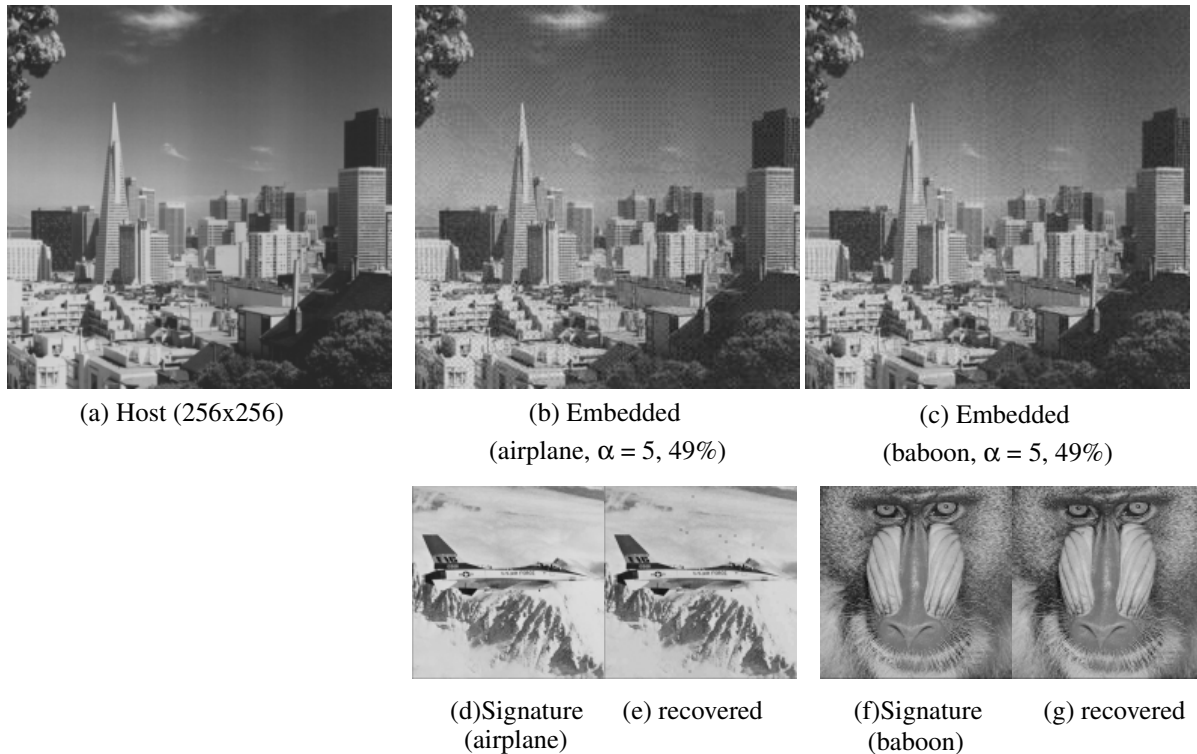 (a) Host (256x256)
(b) Embedded
(airplane, α = 5, 49%)
(c) Embedded
(baboon, α = 5, 49%)
(d)Signature
(airplane)
(e) recovered
(f)Signature
(baboon)
(g) recovered